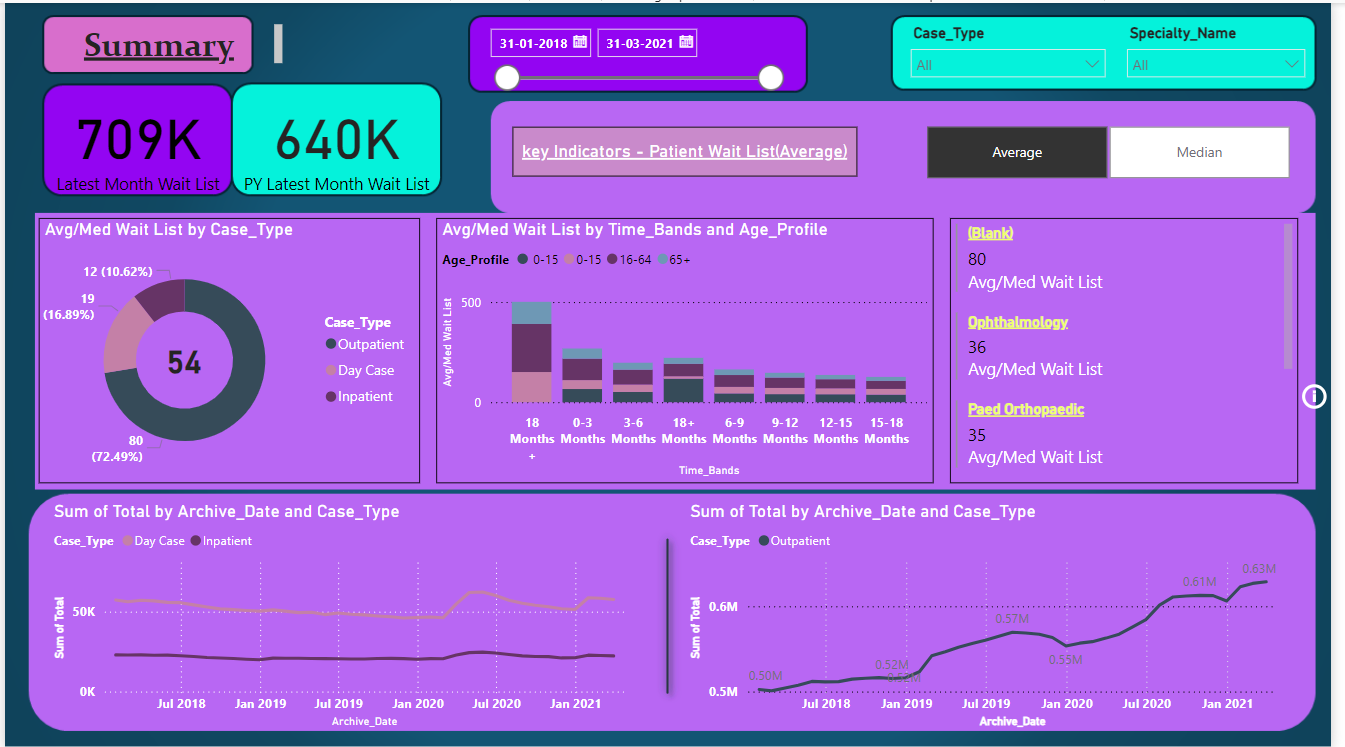 Summary
31-01-2018
31-03-2021
Case_Type
Specialty_Name
All
All
709K
Latest Month Wait List
640K
PY Latest Month Wait List
key Indicators - Patient Wait List(Average)
Average
Median
Avg/Med Wait List by Case_Type
12 (10.62%)
19
(16.89%)
54
80
(72.49%)
Case_Type
Outpatient
Day Case
Inpatient
Avg/Med Wait List by Time_Bands and Age_Profile
Age_Profile 0-15 0-15 16-64 65+
Avg/Med Wait List
500
0
18 Months +
0-3 Months
3-6 Months
18+ Months
6-9 Months
9-12 Months
12-15 Months
15-18 Months
Time_Bands
(Blank)
80
Avg/Med Wait List
Ophthalmology
36
Avg/Med Wait List
Paed Orthopaedic
35
Avg/Med Wait List
i
Sum of Total by Archive_Date and Case_Type
Case_Type Day Case Inpatient
Sum of Total
50K
0K
Jul 2018 Jan 2019 Jul 2019 Jan 2020 Jul 2020 Jan 2021
Archive_Date
Sum of Total by Archive_Date and Case_Type
Case_Type Outpatient
Sum of Total
0.6M
0.5M
0.50M
0.52M
0.57M
0.55M
0.61M
0.63M
Jul 2018 Jan 2019 Jul 2019 Jan 2020 Jul 2020 Jan 2021
Archive_Date